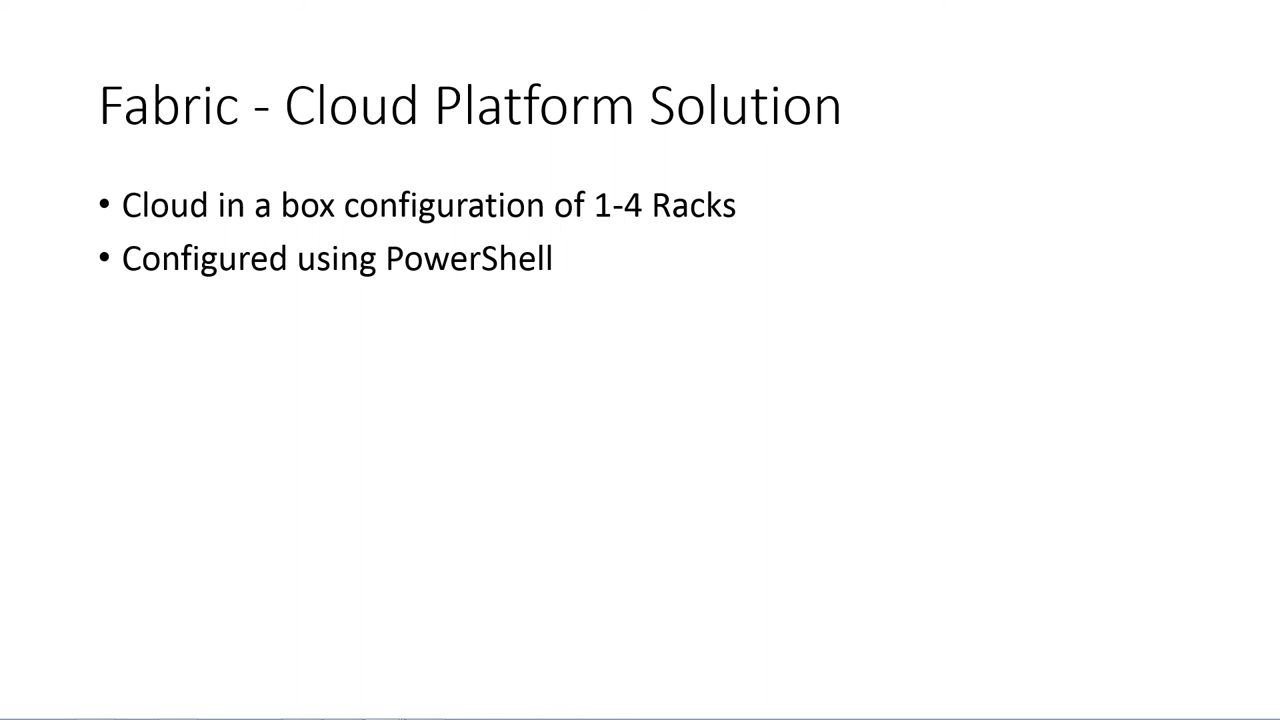 Fabric - Cloud Platform Solution
• Cloud in a box configuration of 1-4 Racks
• Configured using PowerShell